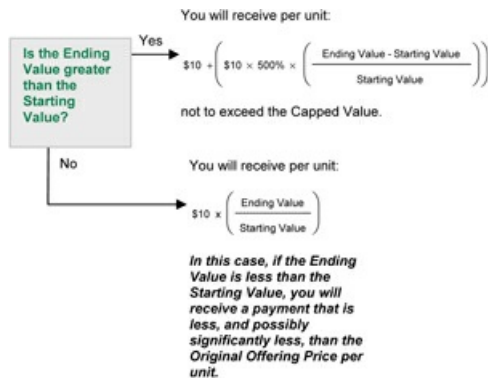 You will receive per unit:
Is the Ending
Value greater
than the
Starting
Value?
Yes
$10 + ( $10 × 500% × ( Ending Value - Starting Value
Starting Value ) )
not to exceed the Capped Value.
No
You will receive per unit:
$10 x ( Ending Value
Starting Value )
In this case, if the Ending
Value is less than the
Starting Value, you will
receive a payment that is
less, and possibly
significantly less, than the
Original Offering Price per
unit.